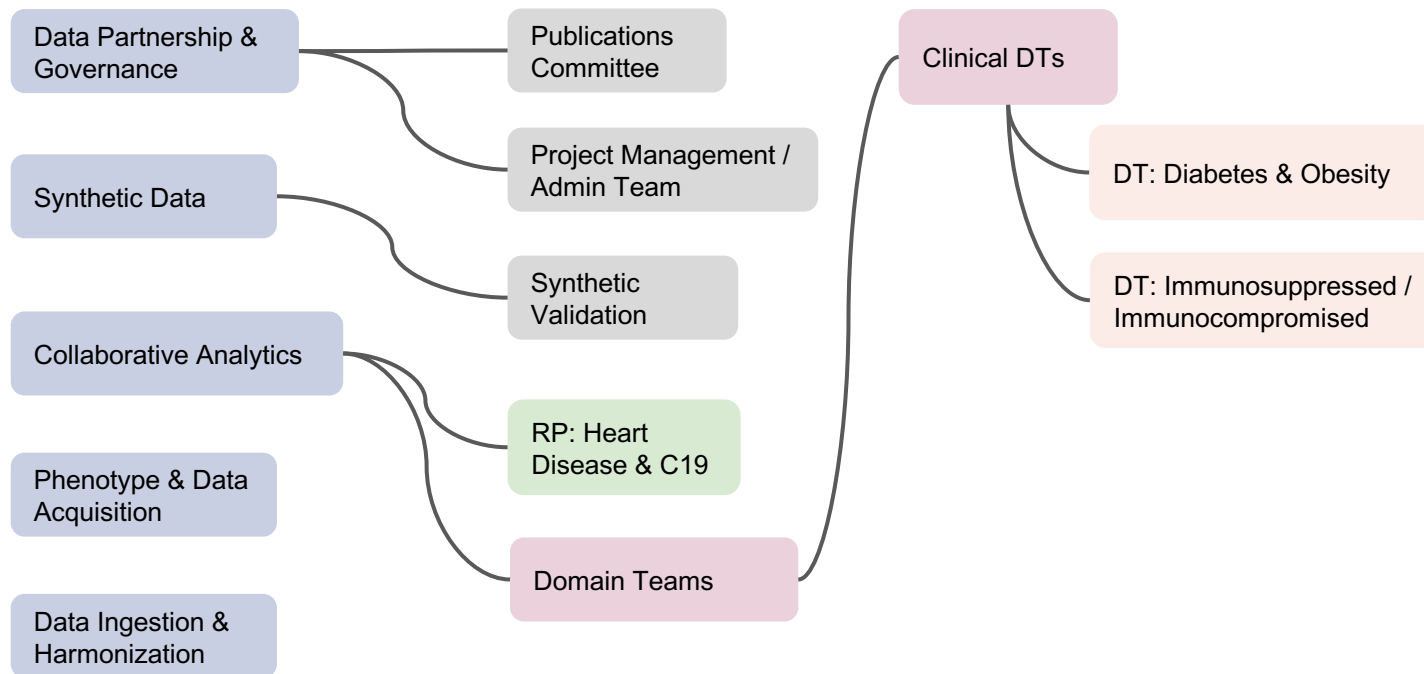 Data Partnership &
Governance
Synthetic Data
Collaborative Analytics
Phenotype & Data
Acquisition
Data Ingestion &
Harmonization
Publications
Committee
Project Management /
Admin Team
Synthetic
Validation
RP: Heart
Disease & C19
Domain Teams
Clinical DTs
DT: Diabetes & Obesity
DT: Immunosuppressed /
Immunocompromised